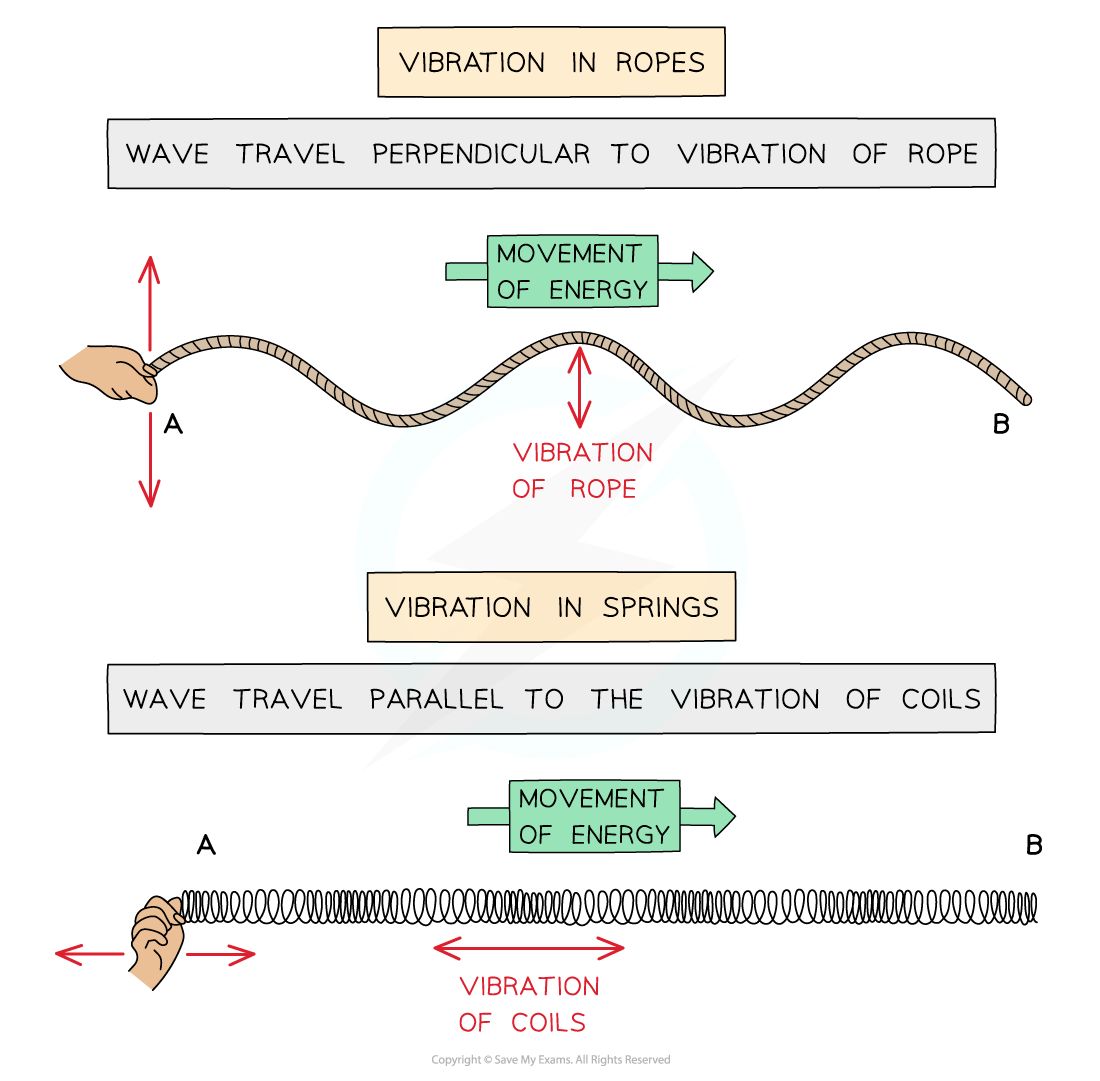 VIBRATION IN ROPES
WAVE TRAVEL PERPENDICULAR TO VIBRATION OF ROPE
MOVEMENT
OF ENERGY
A
B
VIBRATION
OF ROPE
VIBRATION IN SPRINGS
WAVE TRAVEL PARALLEL TO THE VIBRATION OF COILS
MOVEMENT
OF ENERGY
A
B
VIBRATION
OF COILS
Copyright © Save My Exams. All Rights Reserved